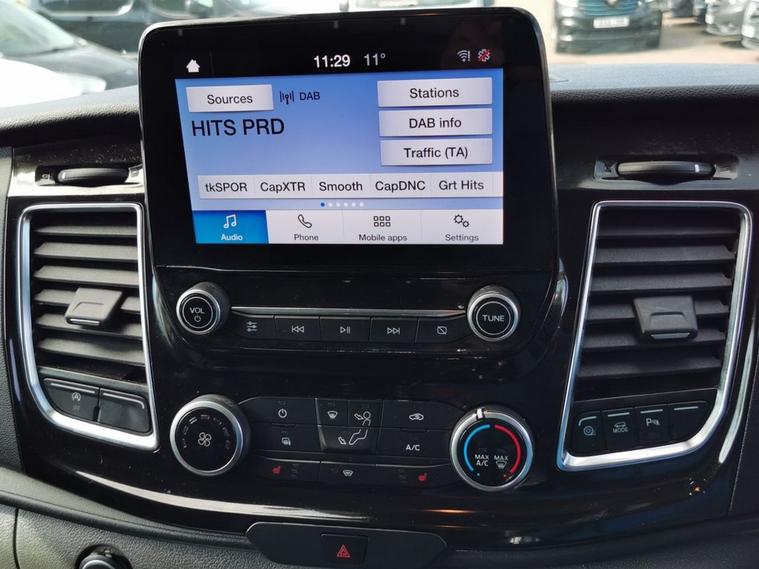 11:29 11°
Sources DAB Stations
HITS PRD
DAB info
Traffic (TA)
tkSPOR CapXTR Smooth CapDNC Grt Hits
Audio Phone Mobile apps Settings
VOL
TUNE
MODE
A/C
MAX A/C MAX